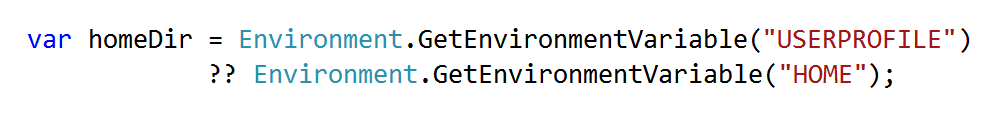 var homeDir = Environment.GetEnvironmentVariable("USERPROFILE")
?? Environment.GetEnvironmentVariable("HOME");